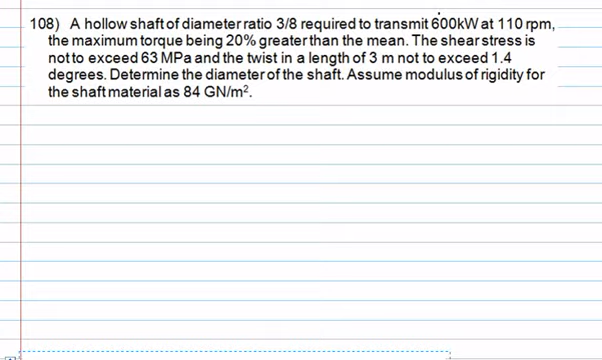 108) A hollow shaft of diameter ratio 3/8 required to transmit 600kW at 110 rpm,
the maximum torque being 20% greater than the mean. The shear stress is
not to exceed 63 MPa and the twist in a length of 3 m not to exceed 1.4
degrees. Determine the diameter of the shaft. Assume modulus of rigidity for
the shaft material as 84 GN/m².